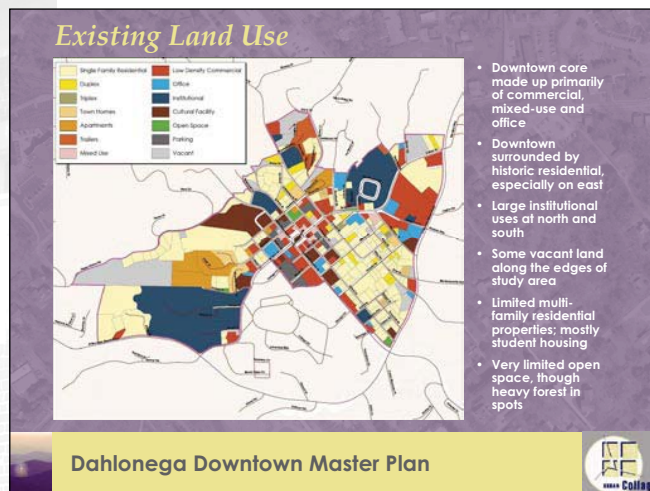 Existing Land Use
Single Family Residential
Duplex
Triplex
Town Homes
Apartments
Trailers
Mixed Use
Low Density Commercial
Office
Institutional
Cultural Facility
Open Space
Parking
Vacant
• Downtown core
made up primarily
of commercial,
mixed-use and
office
• Downtown
surrounded by
historic residential,
especially on east
• Large institutional
uses at north and
south
• Some vacant land
along the edges of
study area
• Limited multi-
family residential
properties; mostly
student housing
• Very limited open
space, though
heavy forest in
spots
Dahlonega Downtown Master Plan